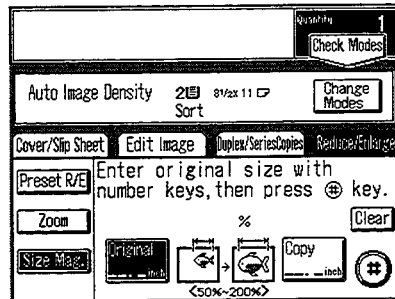 Quantity 1
Check Modes
Auto Image Density 2 8½x11
Sort
Change
Modes
Cover/Slip Sheet Edit Image Duplex/SeriesCopies Reduce/Enlarge
Preset R/E
Enter original size with
number keys, then press # key.
Zoom
%
Clear
Size Mag.
Original
_._ inch
Copy
_._ inch
#
<50%~200%>